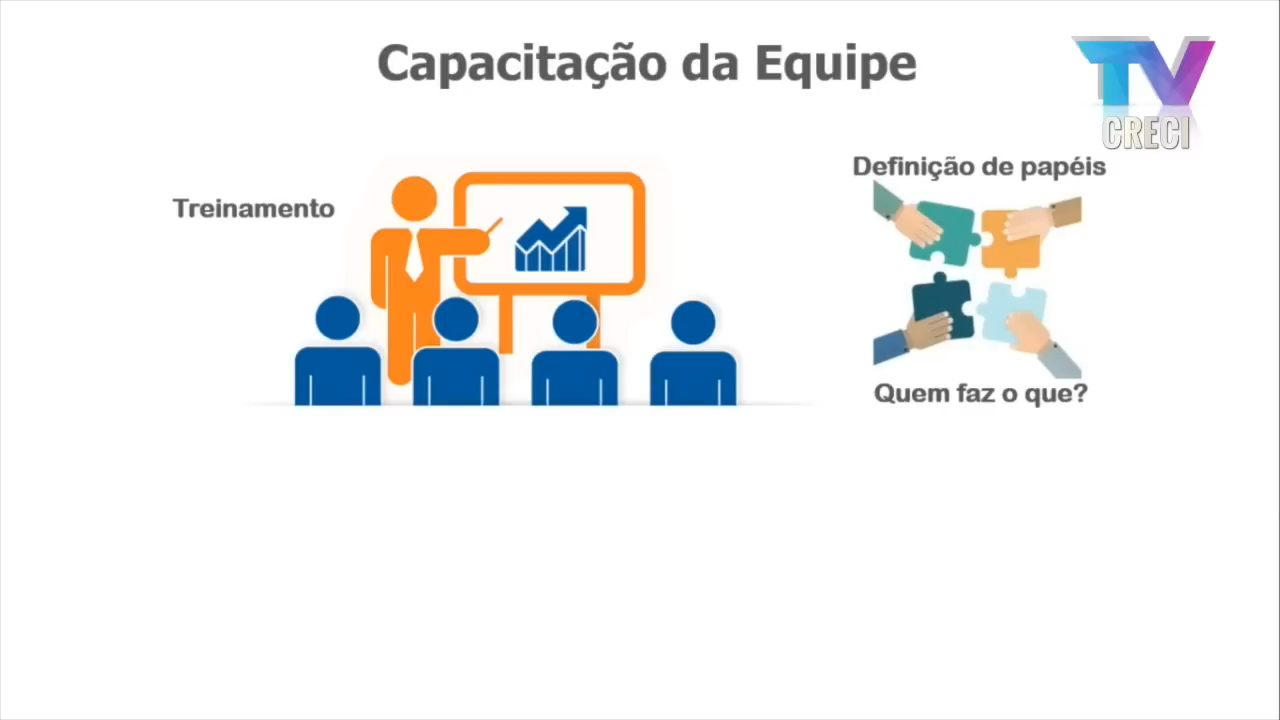 Capacitação da Equipe
TV
CRECI
Definição de papéis
Treinamento
Quem faz o que?